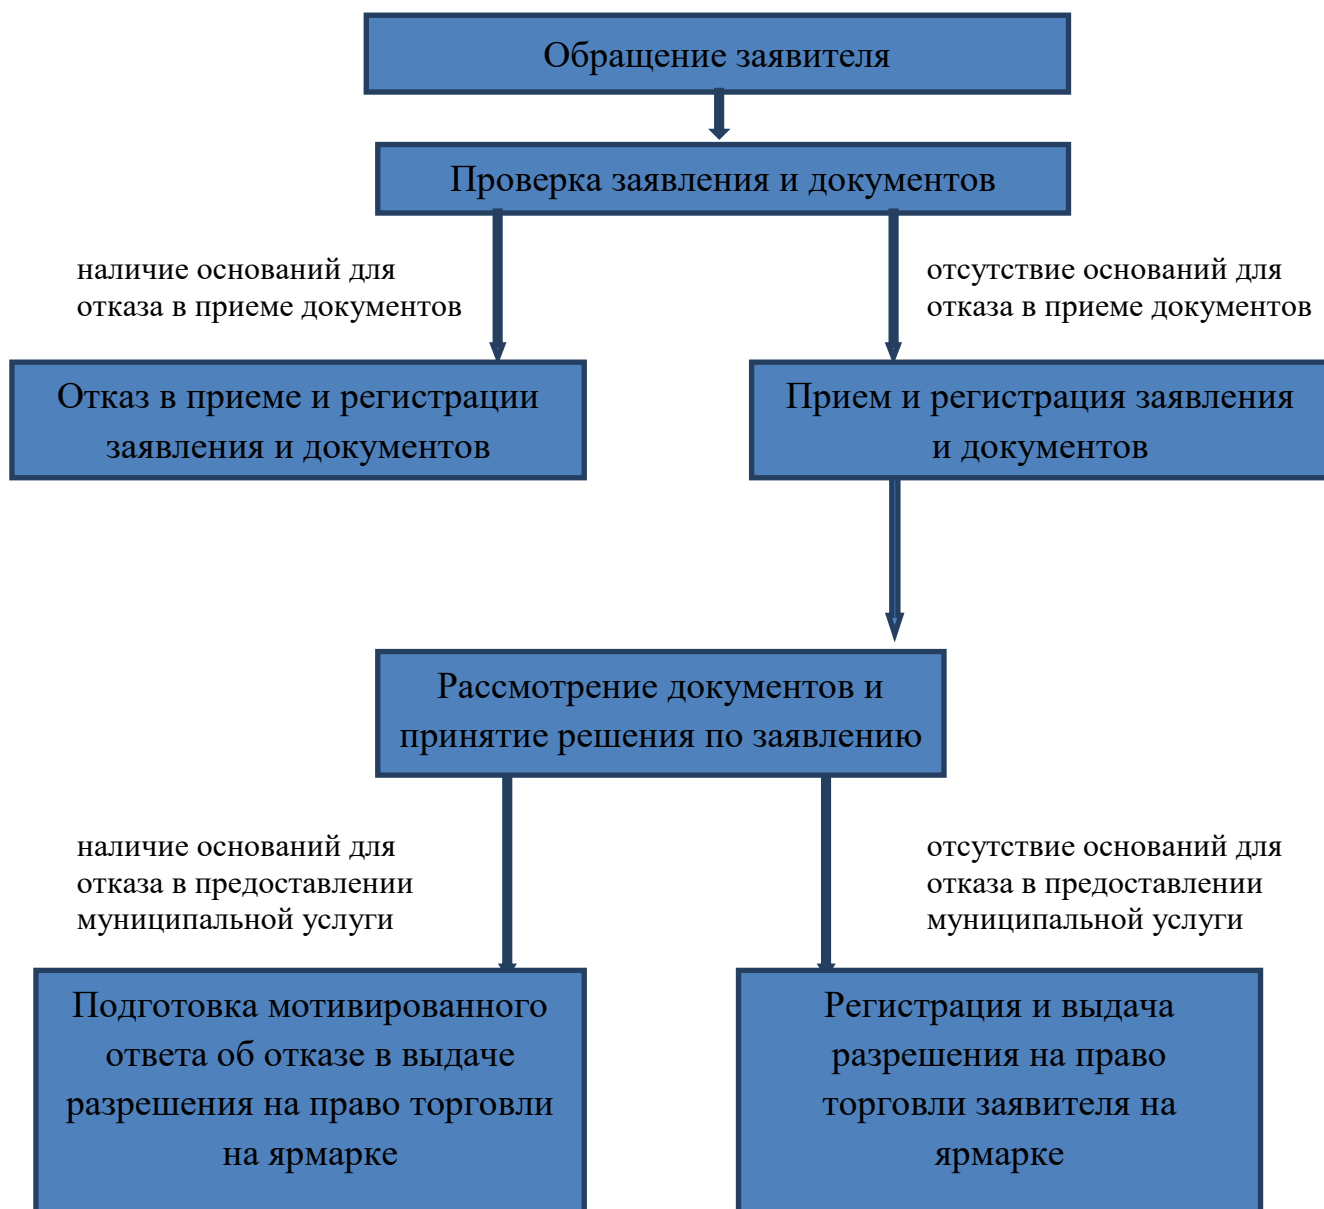 Обращение заявителя
Проверка заявления и документов
наличие оснований для
отказа в приеме документов
отсутствие оснований для
отказа в приеме документов
Отказ в приеме и регистрации
заявления и документов
Прием и регистрация заявления
и документов
Рассмотрение документов и
принятие решения по заявлению
наличие оснований для
отказа в предоставлении
муниципальной услуги
отсутствие оснований для
отказа в предоставлении
муниципальной услуги
Подготовка мотивированного
ответа об отказе в выдаче
разрешения на право торговли
на ярмарке
Регистрация и выдача
разрешения на право
торговли заявителя на
ярмарке